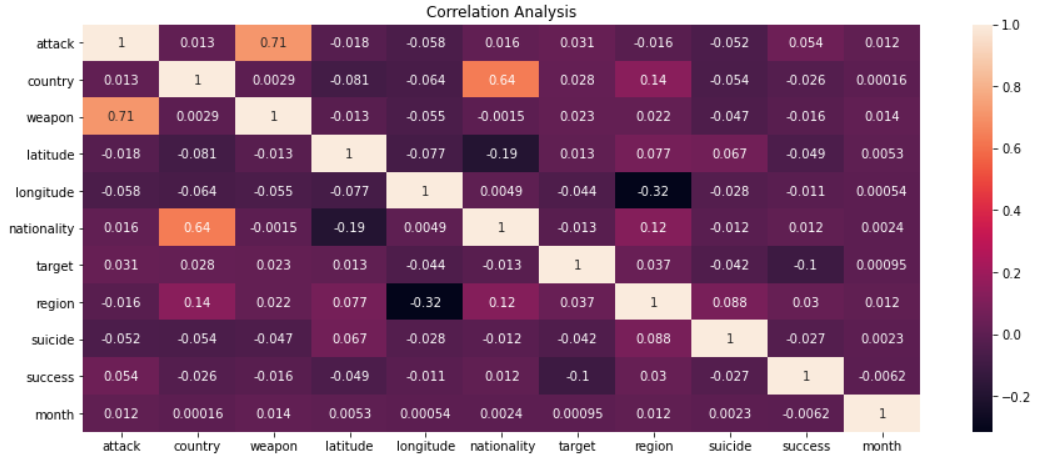 Correlation Analysis
attack 1 0.013 0.71 -0.018 -0.058 0.016 0.031 -0.016 -0.052 0.054 0.012
country 0.013 1 0.0029 -0.081 -0.064 0.64 0.028 0.14 -0.054 -0.026 0.00016
weapon 0.71 0.0029 1 -0.013 -0.055 -0.0015 0.023 0.022 -0.047 -0.016 0.014
latitude -0.018 -0.081 -0.013 1 -0.077 -0.19 0.013 0.077 0.067 -0.049 0.0053
longitude -0.058 -0.064 -0.055 -0.077 1 0.0049 -0.044 -0.32 -0.028 -0.011 0.00054
nationality 0.016 0.64 -0.0015 -0.19 0.0049 1 -0.013 0.12 -0.012 0.012 0.0024
target 0.031 0.028 0.023 0.013 -0.044 -0.013 1 0.037 -0.042 -0.1 0.00095
region -0.016 0.14 0.022 0.077 -0.32 0.12 0.037 1 0.088 0.03 0.012
suicide -0.052 -0.054 -0.047 0.067 -0.028 -0.012 -0.042 0.088 1 -0.027 0.0023
success 0.054 -0.026 -0.016 -0.049 -0.011 0.012 -0.1 0.03 -0.027 1 -0.0062
month 0.012 0.00016 0.014 0.0053 0.00054 0.0024 0.00095 0.012 0.0023 -0.0062 1
attack country weapon latitude longitude nationality target region suicide success month
1.0
0.8
0.6
0.4
0.2
0.0
−0.2